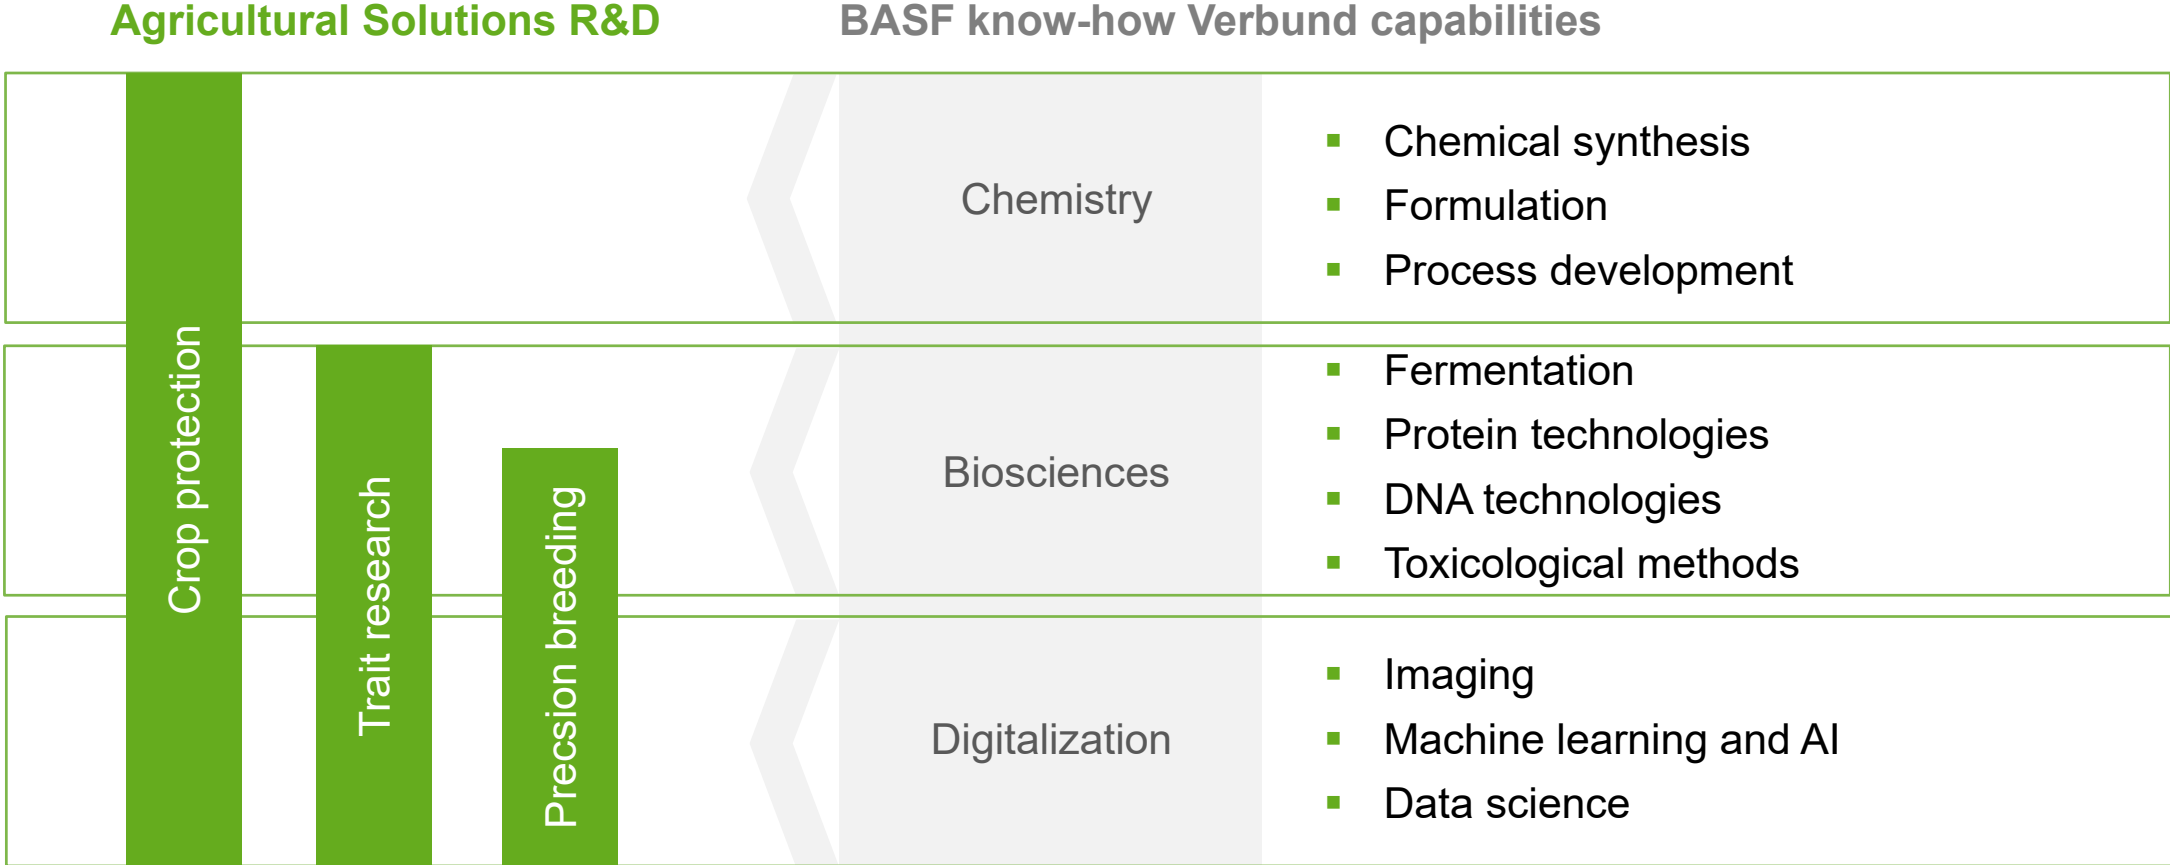 Agricultural Solutions R&D
BASF know-how Verbund capabilities
Crop protection
Trait research
Precsion breeding
Chemistry
Chemical synthesis
Formulation
Process development
Biosciences
Fermentation
Protein technologies
DNA technologies
Toxicological methods
Digitalization
Imaging
Machine learning and AI
Data science